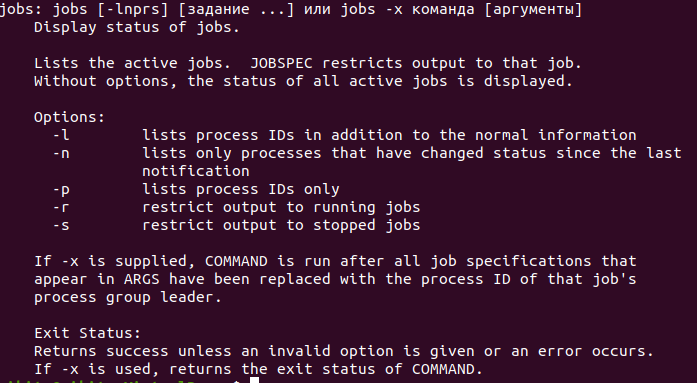 jobs: jobs [-lnprs] [задание ...] или jobs -x команда [аргументы]
Display status of jobs.
Lists the active jobs.  JOBSPEC restricts output to that job.
Without options, the status of all active jobs is displayed.
Options:
-l        lists process IDs in addition to the normal information
-n        lists only processes that have changed status since the last
notification
-p        lists process IDs only
-r        restrict output to running jobs
-s        restrict output to stopped jobs
If -x is supplied, COMMAND is run after all job specifications that
appear in ARGS have been replaced with the process ID of that job's
process group leader.
Exit Status:
Returns success unless an invalid option is given or an error occurs.
If -x is used, returns the exit status of COMMAND.